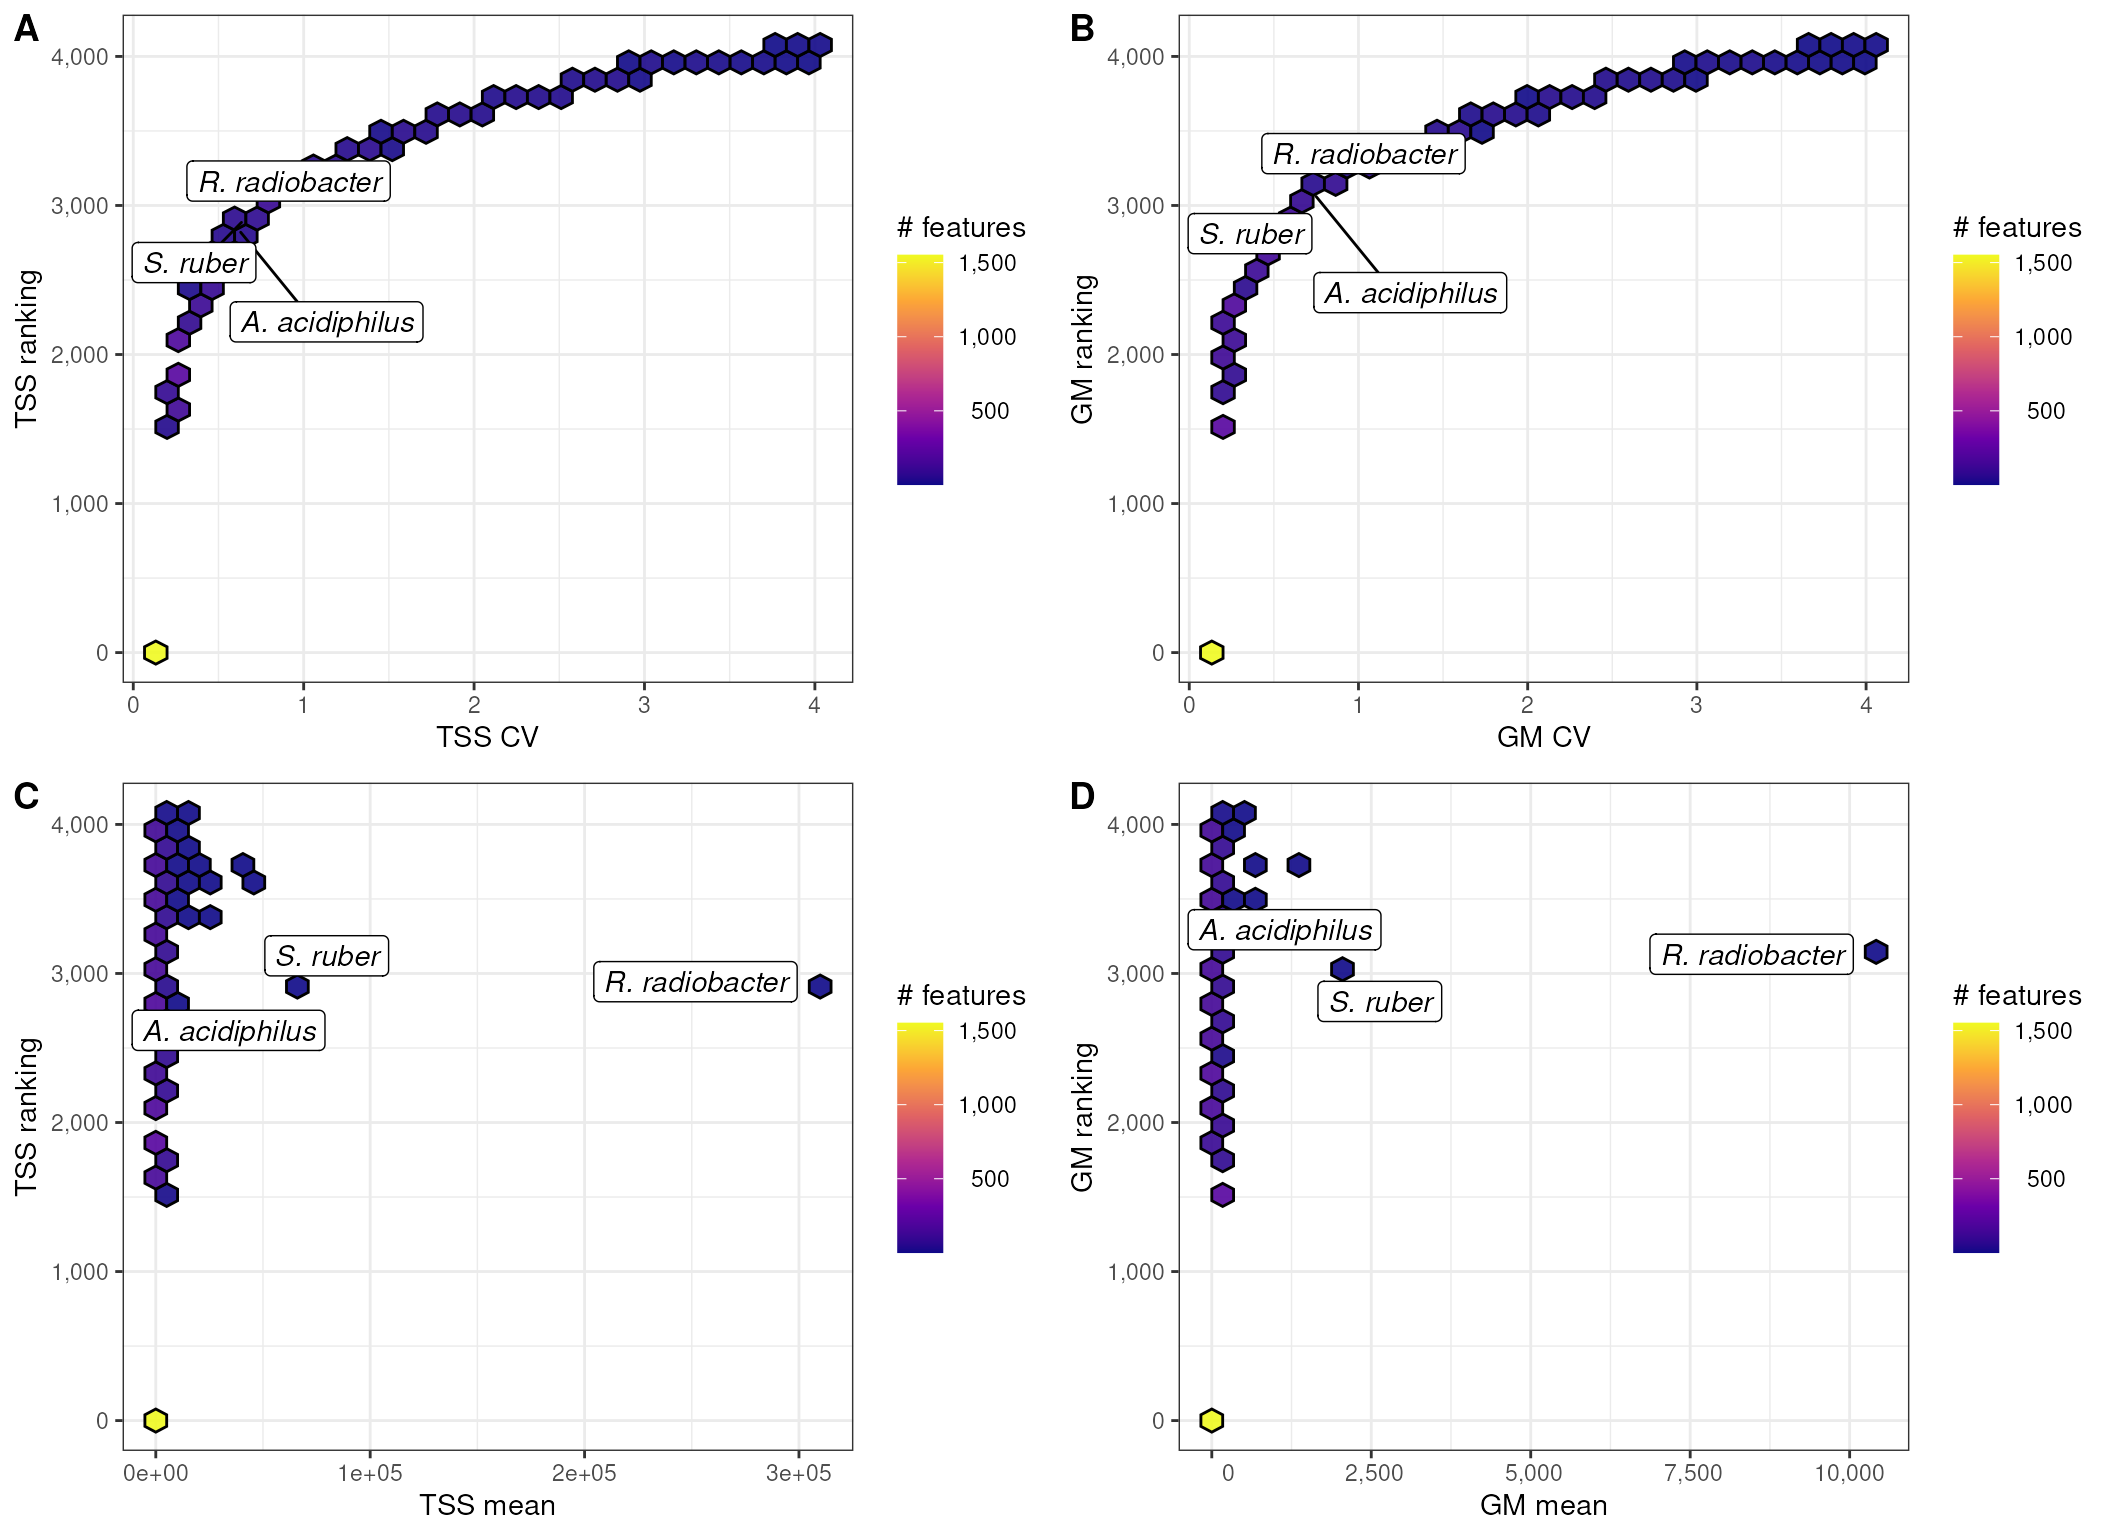 A
4,000
3,000
2,000
1,000
0
TSS ranking
R. radiobacter
S. ruber
A. acidiphilus
0 1 2 3 4
TSS CV
# features
1,500
1,000
500
B
4,000
3,000
2,000
1,000
0
GM ranking
R. radiobacter
S. ruber
A. acidiphilus
0 1 2 3 4
GM CV
# features
1,500
1,000
500
C
4,000
3,000
2,000
1,000
0
TSS ranking
S. ruber
R. radiobacter
A. acidiphilus
0e+00 1e+05 2e+05 3e+05
TSS mean
# features
1,500
1,000
500
D
4,000
3,000
2,000
1,000
0
GM ranking
A. acidiphilus
R. radiobacter
S. ruber
0 2,500 5,000 7,500 10,000
GM mean
# features
1,500
1,000
500